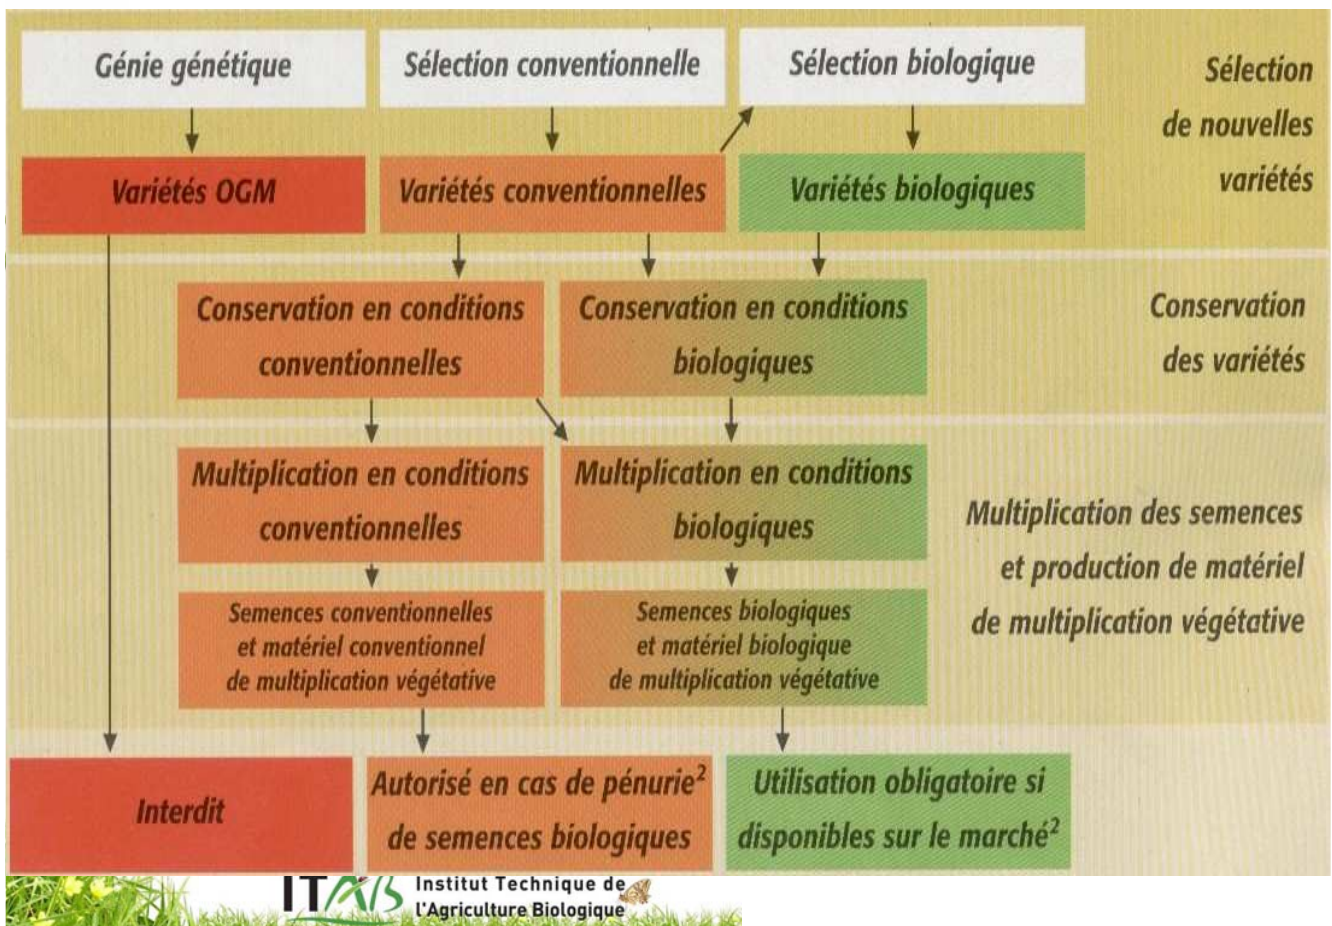 Génie génétique
Sélection conventionnelle
Sélection biologique
Sélection
de nouvelles
variétés
Variétés OGM
Variétés conventionnelles
Variétés biologiques
Conservation en conditions
conventionnelles
Conservation en conditions
biologiques
Conservation
des variétés
Multiplication en conditions
conventionnelles
Multiplication en conditions
biologiques
Multiplication des semences
et production de matériel
de multiplication végétative
Semences conventionnelles
et matériel conventionnel
de multiplication végétative
Semences biologiques
et matériel biologique
de multiplication végétative
Interdit
Autorisé en cas de pénurie²
de semences biologiques
Utilisation obligatoire si
disponibles sur le marché²
ITAB
Institut Technique de
l'Agriculture Biologique